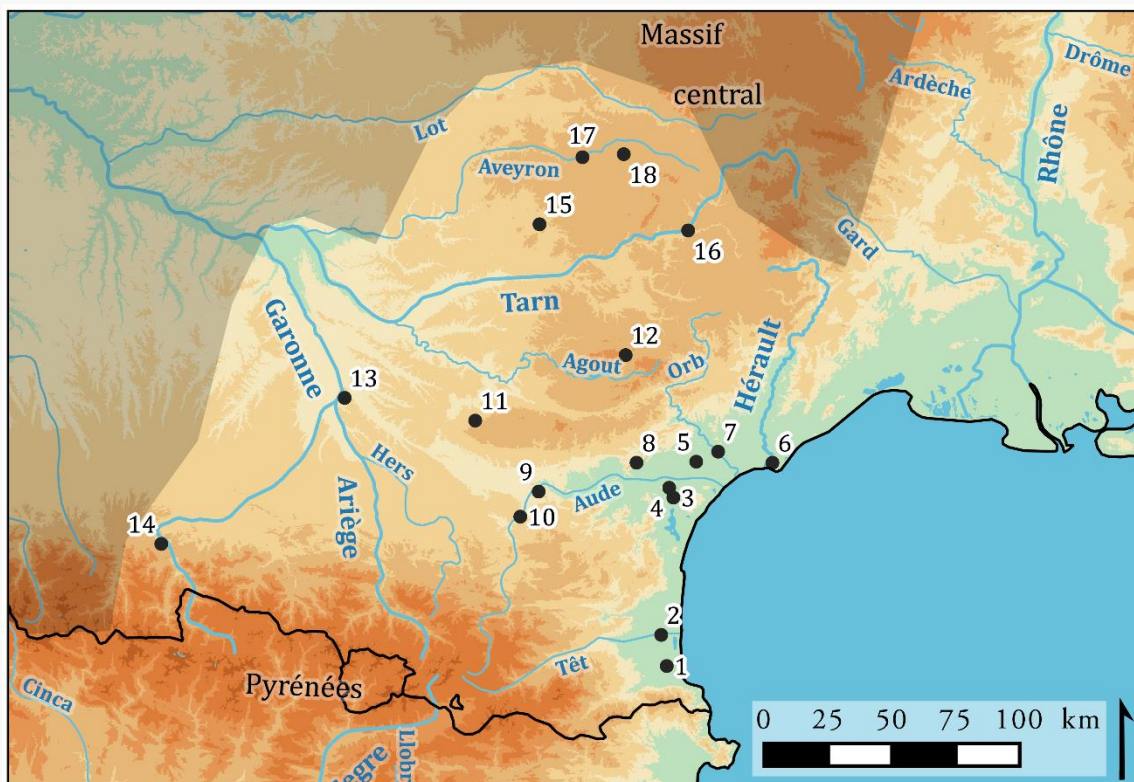 Massif
central
Drôme
Ardèche
Rhône
Lot
17
Aveyron
18
15
16
Gard
Tarn
Garonne
12
Agout
Orb
Hérault
13
11
Hers
8
5
7
6
9
Aude
4
3
10
Ariège
14
2
1
Têt
Pyrénées
Cinca
Llobr
egre
0 25 50 75 100 km